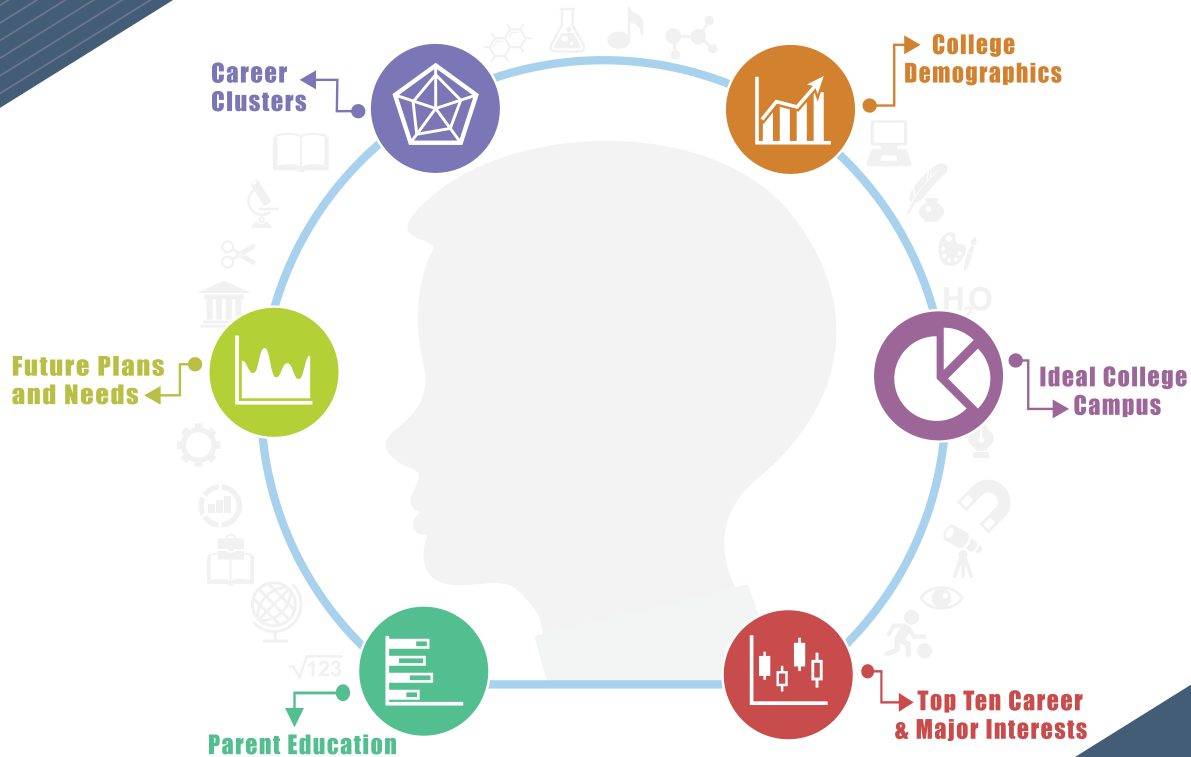 Career
Clusters
College
Demographics
H2O
Future Plans
and Needs
Ideal College
Campus
√123
Parent Education
Top Ten Career
& Major Interests